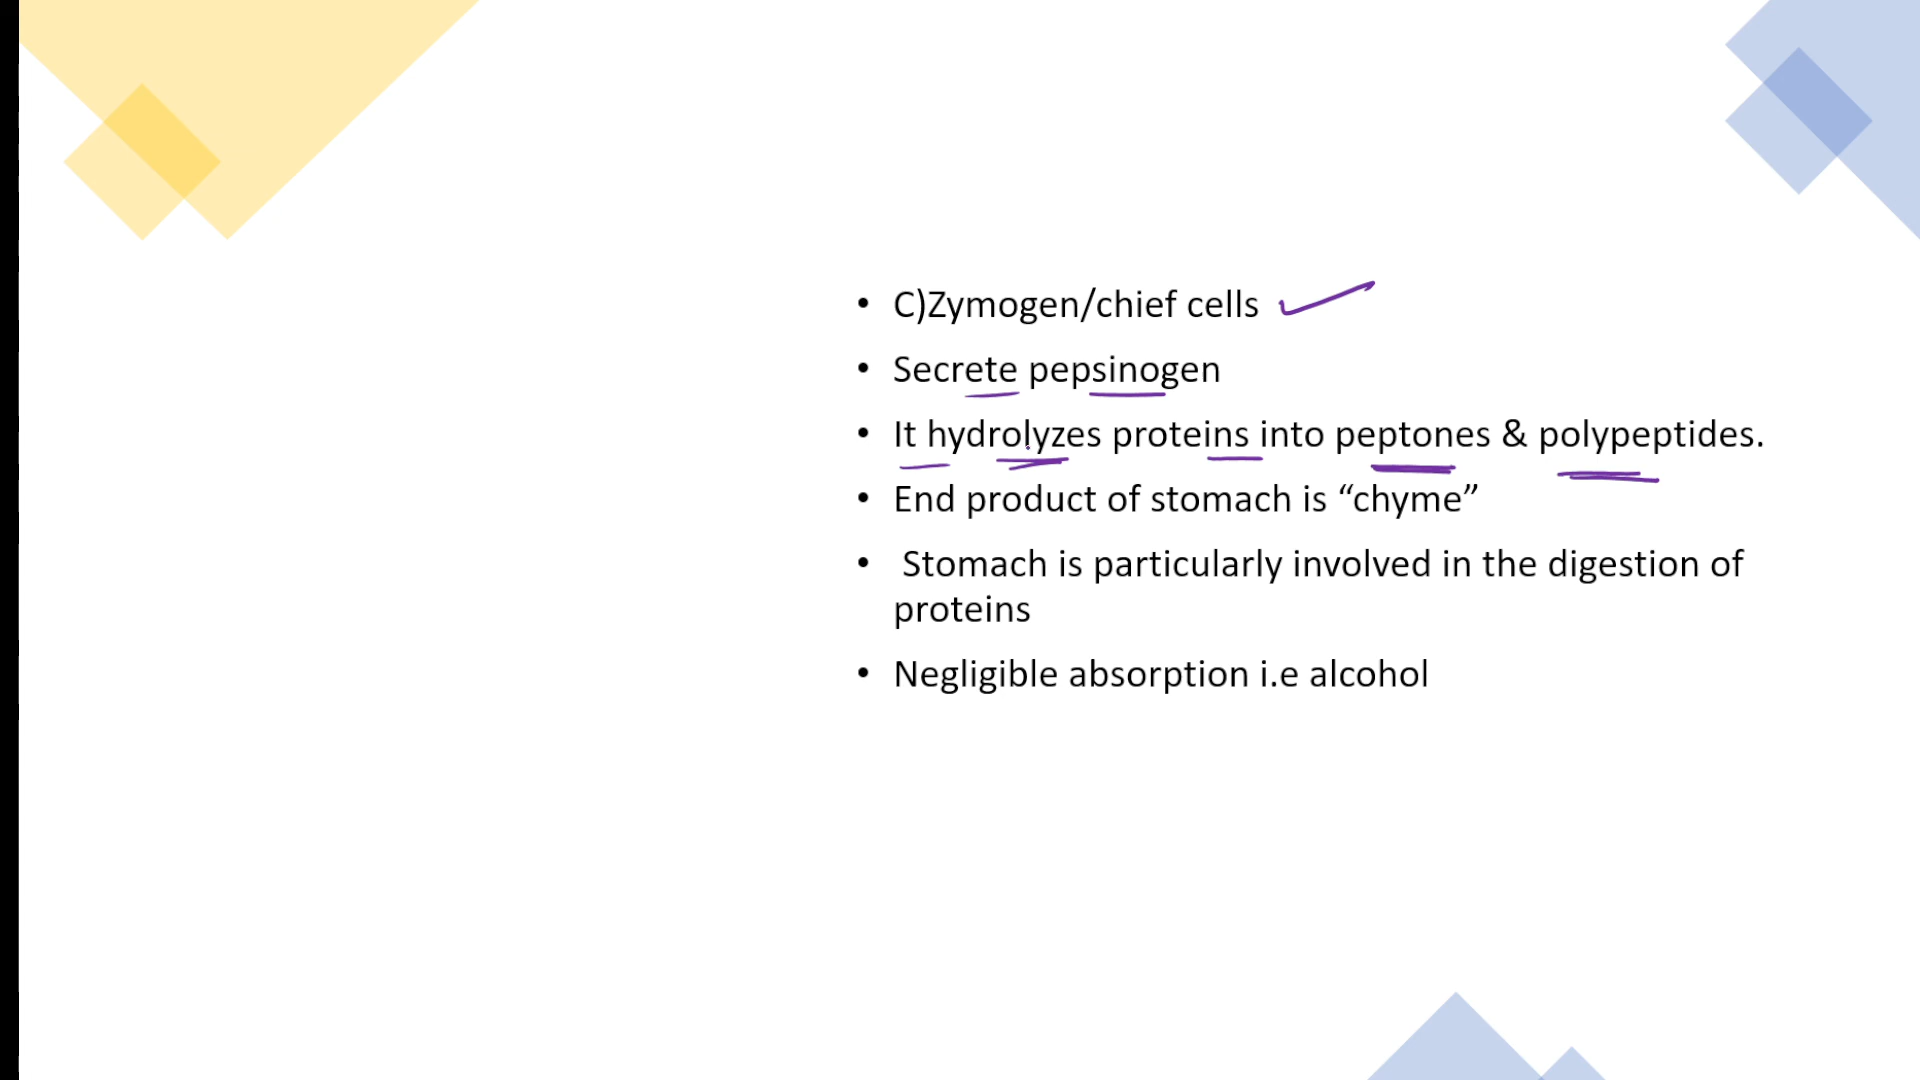 • C)Zymogen/chief cells
• Secrete pepsinogen
• It hydrolyzes proteins into peptones & polypeptides.
• End product of stomach is “chyme”
• Stomach is particularly involved in the digestion of
proteins
• Negligible absorption i.e alcohol